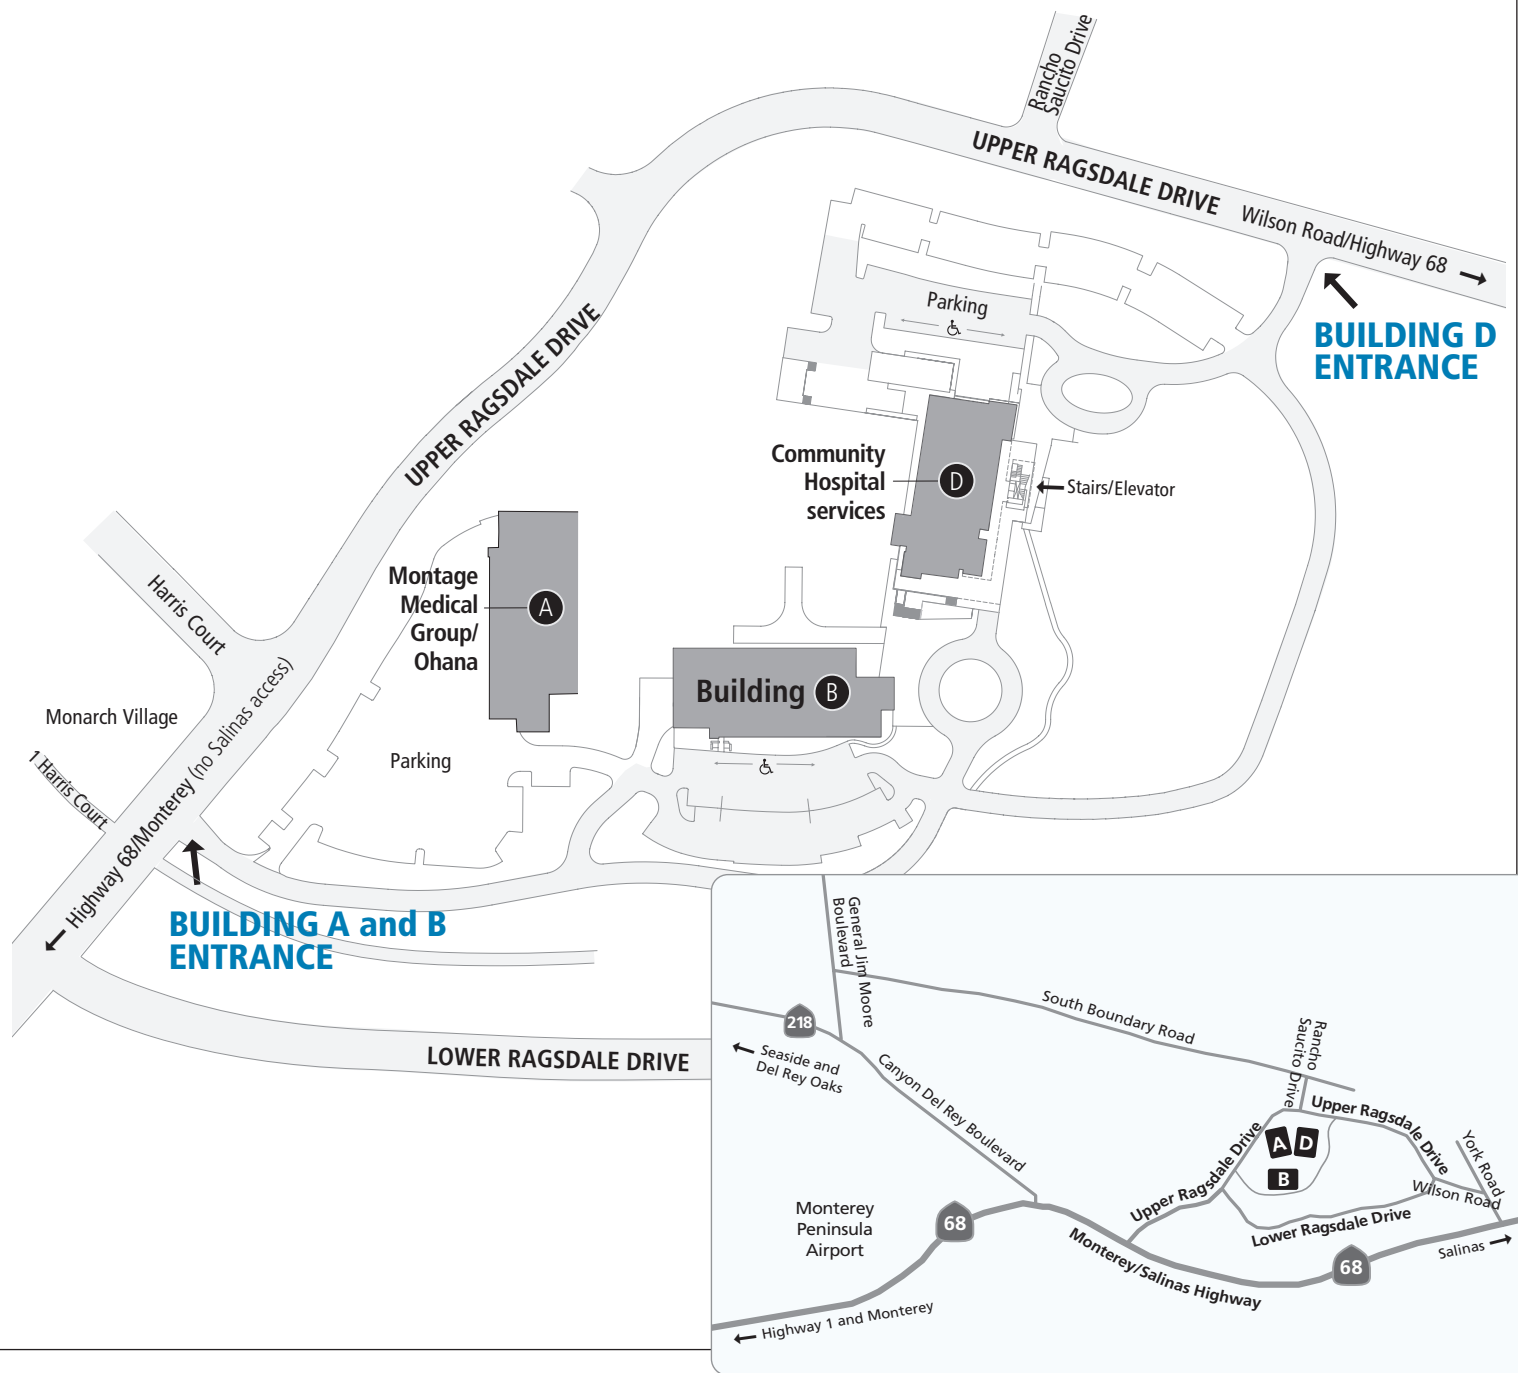 Rancho
Saucito Drive
UPPER RAGSDALE DRIVE
Wilson Road/Highway 68
BUILDING D
ENTRANCE
Parking
UPPER RAGSDALE DRIVE
Community
Hospital
services
D
Stairs/Elevator
Montage
Medical
Group/
Ohana
A
Harris Court
Building B
Monarch Village
1 Harris Court
Parking
Highway 68/Monterey (no Salinas access)
BUILDING A and B
ENTRANCE
LOWER RAGSDALE DRIVE
General Jim Moore
Boulevard
218
Seaside and
Del Rey Oaks
South Boundary Road
Canyon Del Rey Boulevard
Rancho
Saucito Drive
Upper Ragsdale Drive
Upper Ragsdale Drive
A
D
B
York Road
Wilson Road
Lower Ragsdale Drive
Monterey
Peninsula
Airport
68
Monterey/Salinas Highway
68
Salinas
Highway 1 and Monterey